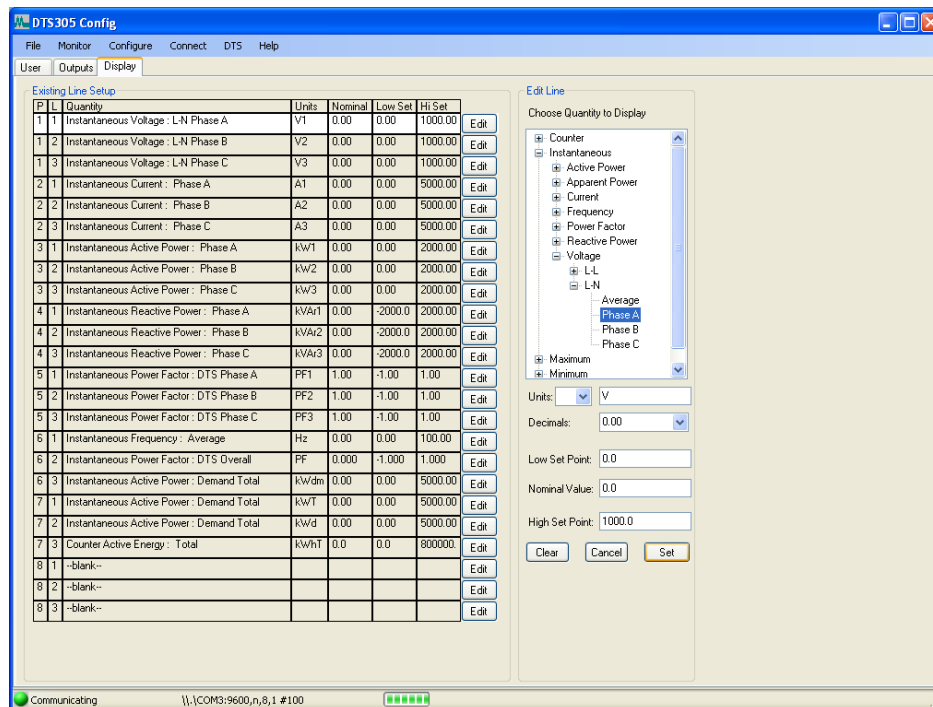 DTS305 Config
File Monitor Configure Connect DTS Help
User Outputs Display
Existing Line Setup
P L Quantity Units Nominal Low Set Hi Set
1 1 Instantaneous Voltage : L-N Phase A V1 0.00 0.00 1000.00 Edit
1 2 Instantaneous Voltage : L-N Phase B V2 0.00 0.00 1000.00 Edit
1 3 Instantaneous Voltage : L-N Phase C V3 0.00 0.00 1000.00 Edit
2 1 Instantaneous Current : Phase A A1 0.00 0.00 5000.00 Edit
2 2 Instantaneous Current : Phase B A2 0.00 0.00 5000.00 Edit
2 3 Instantaneous Current : Phase C A3 0.00 0.00 5000.00 Edit
3 1 Instantaneous Active Power : Phase A kW1 0.00 0.00 2000.00 Edit
3 2 Instantaneous Active Power : Phase B kW2 0.00 0.00 2000.00 Edit
3 3 Instantaneous Active Power : Phase C kW3 0.00 0.00 2000.00 Edit
4 1 Instantaneous Reactive Power : Phase A kVAr1 0.00 -2000.0 2000.00 Edit
4 2 Instantaneous Reactive Power : Phase B kVAr2 0.00 -2000.0 2000.00 Edit
4 3 Instantaneous Reactive Power : Phase C kVAr3 0.00 -2000.0 2000.00 Edit
5 1 Instantaneous Power Factor : DTS Phase A PF1 1.00 -1.00 1.00 Edit
5 2 Instantaneous Power Factor : DTS Phase B PF2 1.00 -1.00 1.00 Edit
5 3 Instantaneous Power Factor : DTS Phase C PF3 1.00 -1.00 1.00 Edit
6 1 Instantaneous Frequency : Average Hz 0.00 0.00 100.00 Edit
6 2 Instantaneous Power Factor : DTS Overall PF 0.000 -1.000 1.000 Edit
6 3 Instantaneous Active Power : Demand Total kWdm 0.00 0.00 5000.00 Edit
7 1 Instantaneous Active Power : Demand Total kWT 0.00 0.00 5000.00 Edit
7 2 Instantaneous Active Power : Demand Total kWd 0.00 0.00 5000.00 Edit
7 3 Counter Active Energy : Total kWhT 0.0 0.0 800000. Edit
8 1 --blank-- Edit
8 2 --blank-- Edit
8 3 --blank-- Edit
Edit Line
Choose Quantity to Display
Counter
Instantaneous
Active Power
Apparent Power
Current
Frequency
Power Factor
Reactive Power
Voltage
L-L
L-N
Average
Phase A
Phase B
Phase C
Maximum
Minimum
Units: V
Decimals: 0.00
Low Set Point: 0.0
Nominal Value: 0.0
High Set Point: 1000.0
Clear Cancel Set
Communicating \\.\COM3:9600,n,8,1 #100